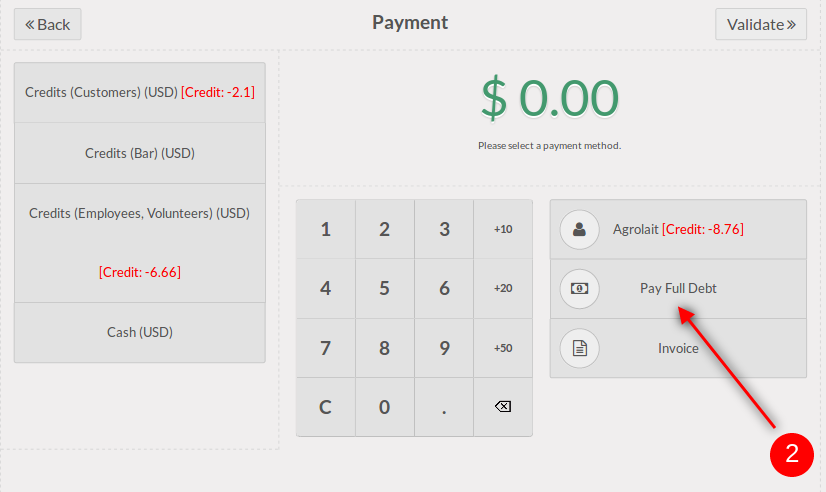 « Back
Payment
Validate »
Credits (Customers) (USD) [Credit: -2.1]
Credits (Bar) (USD)
Credits (Employees, Volunteers) (USD)
[Credit: -6.66]
Cash (USD)
$ 0.00
Please select a payment method.
1 2 3 +10
4 5 6 +20
7 8 9 +50
C 0 .
Agrolait [Credit: -8.76]
Pay Full Debt
Invoice
2